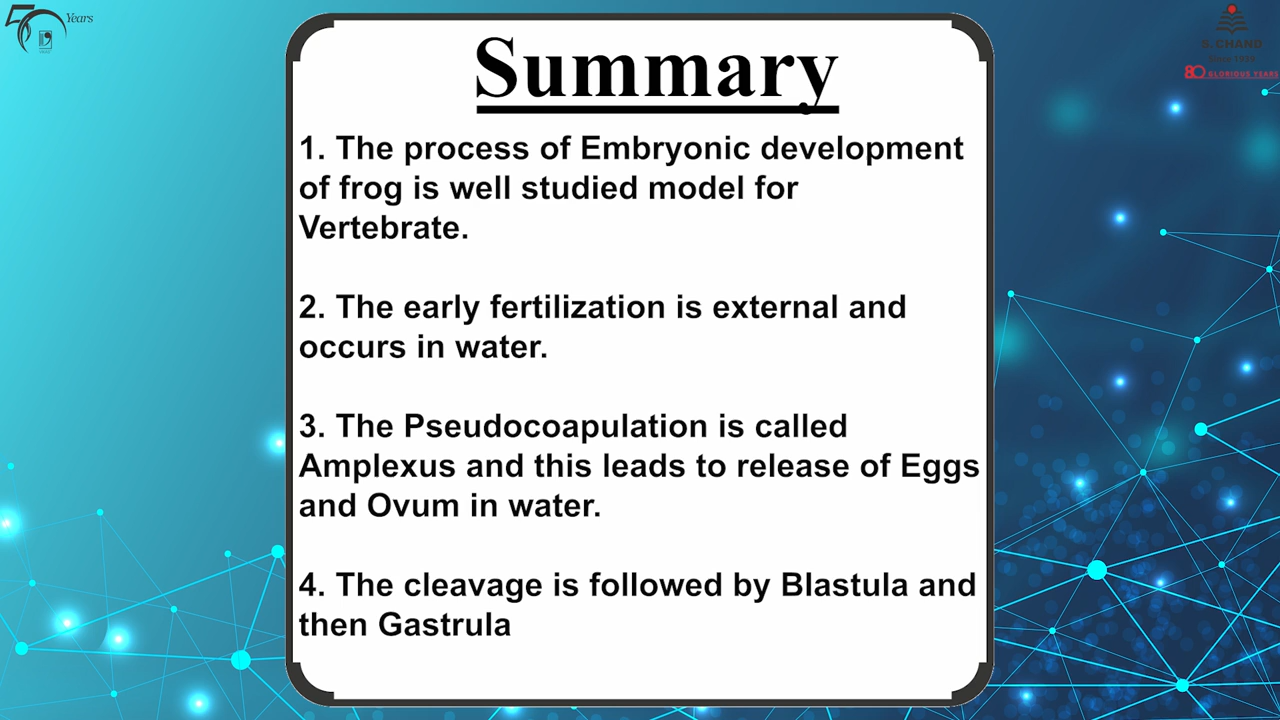 50 Years
S. CHAND
Since 1939
80 GLORIOUS YEARS
Summary
1. The process of Embryonic development
of frog is well studied model for
Vertebrate.
2. The early fertilization is external and
occurs in water.
3. The Pseudocoapulation is called
Amplexus and this leads to release of Eggs
and Ovum in water.
4. The cleavage is followed by Blastula and
then Gastrula